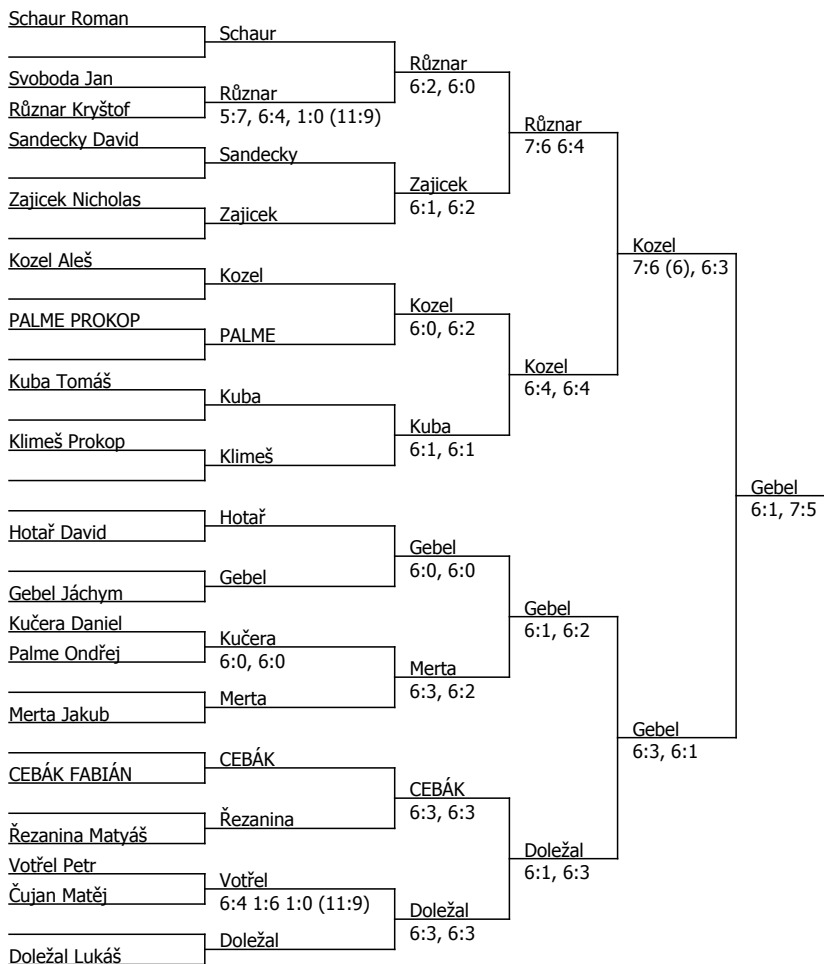 Schaur Roman
Schaur
Různar
6:2, 6:0
Svoboda Jan
Různar
5:7, 6:4, 1:0 (11:9)
Různar Kryštof
Různar
7:6 6:4
Sandecky David
Sandecky
Zajicek
6:1, 6:2
Zajicek Nicholas
Zajicek
Kozel
7:6 (6), 6:3
Kozel Aleš
Kozel
Kozel
6:0, 6:2
PALME PROKOP
PALME
Kozel
6:4, 6:4
Kuba Tomáš
Kuba
Kuba
6:1, 6:1
Klimeš Prokop
Klimeš
Gebel
6:1, 7:5
Hotař
Hotař David
Gebel
6:0, 6:0
Gebel
Gebel Jáchym
Gebel
6:1, 6:2
Kučera Daniel
Kučera
6:0, 6:0
Palme Ondřej
Merta
6:3, 6:2
Merta
Merta Jakub
Gebel
6:3, 6:1
CEBÁK
CEBÁK FABIÁN
CEBÁK
6:3, 6:3
Řezanina
Řezanina Matyáš
Doležal
6:1, 6:3
Votřel Petr
Votřel
6:4 1:6 1:0 (11:9)
Čujan Matěj
Doležal
6:3, 6:3
Doležal
Doležal Lukáš